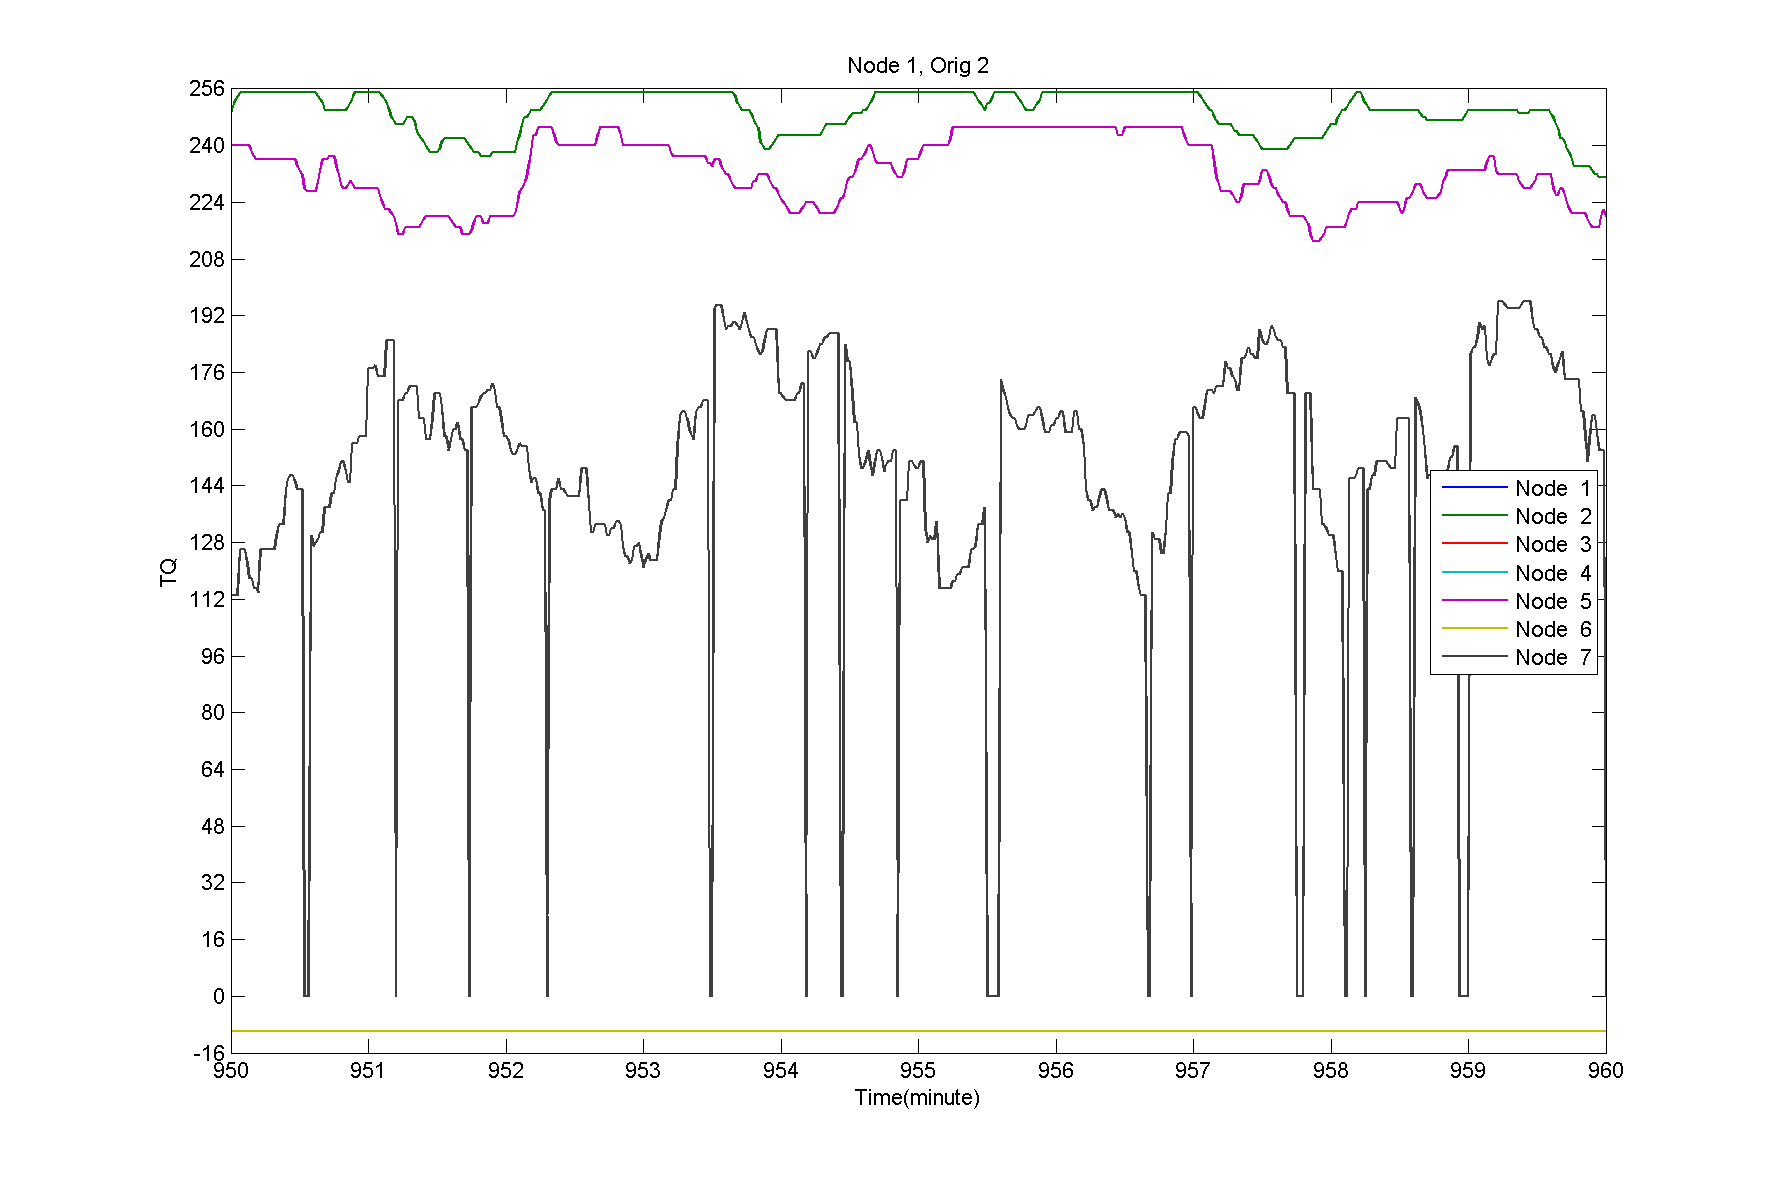 Node 1, Orig 2
256
240
224
208
192
176
160
144
128
112
96
80
64
48
32
16
0
-16
TQ
Node 1
Node 2
Node 3
Node 4
Node 5
Node 6
Node 7
950 951 952 953 954 955 956 957 958 959 960
Time(minute)